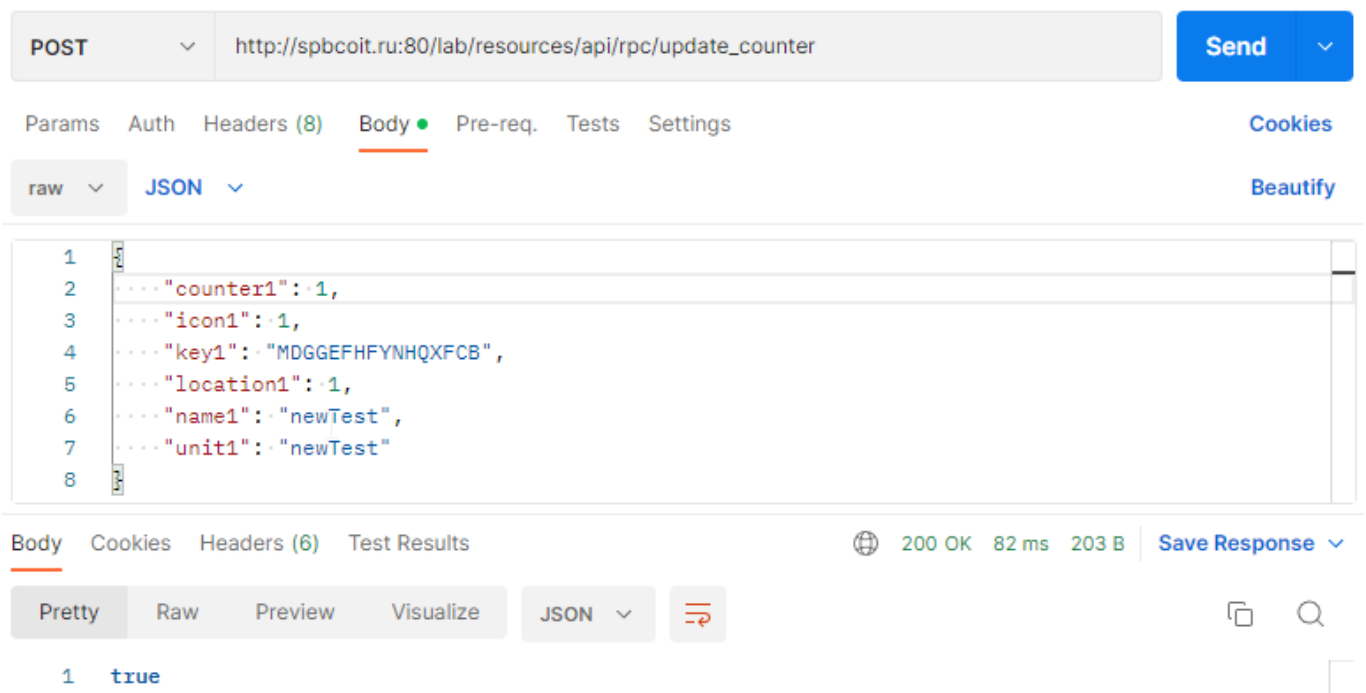 POST http://spbcoit.ru:80/lab/resources/api/rpc/update_counter Send
Params Auth Headers (8) Body Pre-req. Tests Settings Cookies
raw JSON Beautify
1 {
2 "counter1": 1,
3 "icon1": 1,
4 "key1": "MDGGEFHFYNHQXFCB",
5 "location1": 1,
6 "name1": "newTest",
7 "unit1": "newTest"
8 }
Body Cookies Headers (6) Test Results 200 OK 82 ms 203 B Save Response
Pretty Raw Preview Visualize JSON
1 true